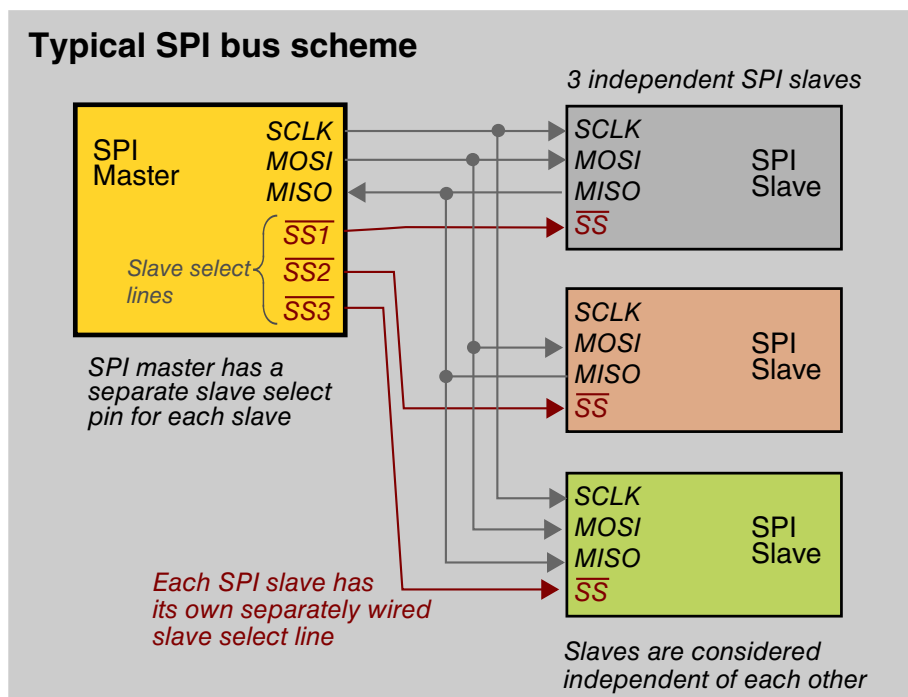 Typical SPI bus scheme
3 independent SPI slaves
SPI
Master
SCLK
MOSI
MISO
SS1
SS2
SS3
Slave select
lines
SPI master has a
separate slave select
pin for each slave
SCLK
MOSI
MISO
SS
SPI
Slave
SCLK
MOSI
MISO
SS
SPI
Slave
SCLK
MOSI
MISO
SS
SPI
Slave
Each SPI slave has
its own separately wired
slave select line
Slaves are considered
independent of each other